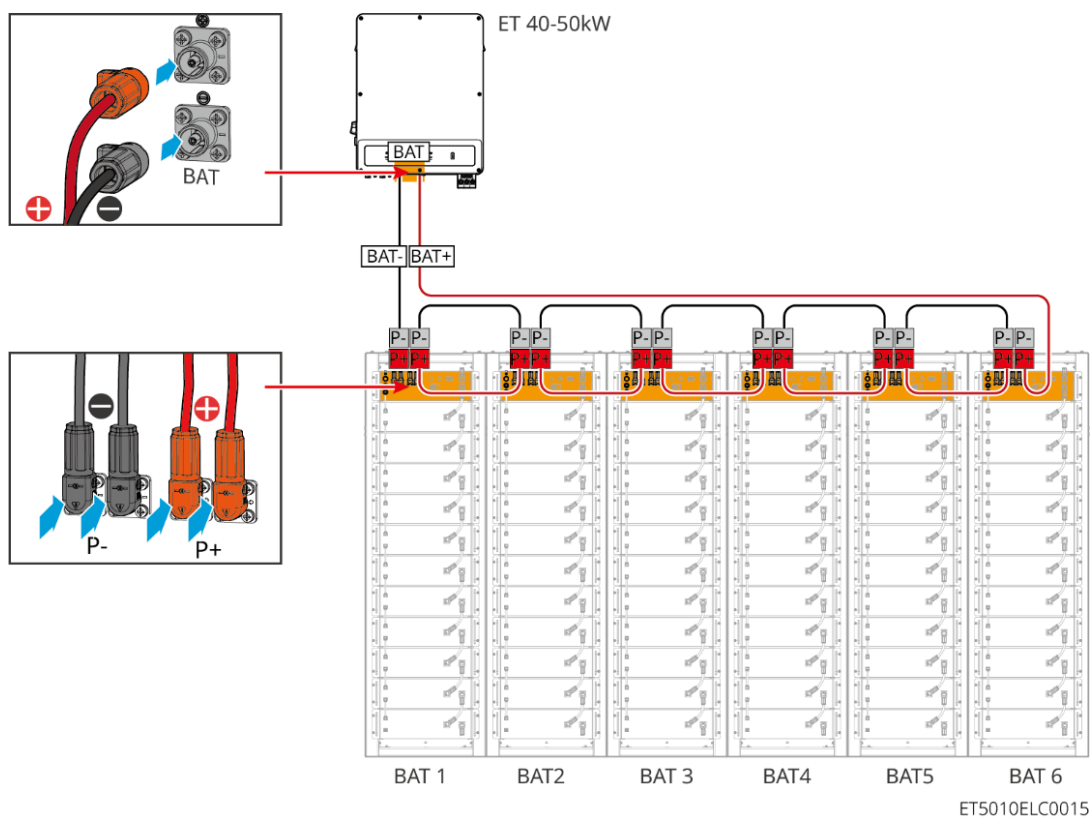 ET 40-50kW
BAT
BAT
BAT- BAT+
P- P- P- P- P- P- P- P- P- P- P- P-
P+ P+ P+ P+ P+ P+ P+ P+ P+ P+ P+ P+
P- P+
BAT 1 BAT2 BAT 3 BAT4 BAT5 BAT 6
ET5010ELC0015